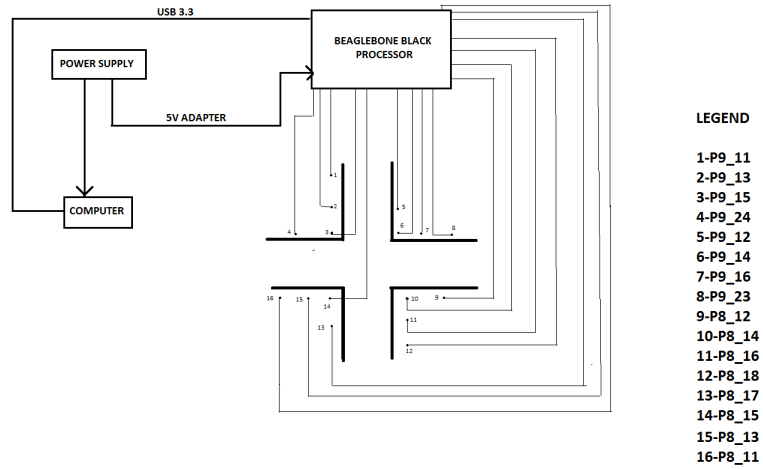 USB 3.3
BEAGLEBONE BLACK
PROCESSOR
POWER SUPPLY
5V ADAPTER
COMPUTER
1
2
3
4
5
6
7
8
9
10
11
12
13
14
15
16
LEGEND
1-P9_11
2-P9_13
3-P9_15
4-P9_24
5-P9_12
6-P9_14
7-P9_16
8-P9_23
9-P8_12
10-P8_14
11-P8_16
12-P8_18
13-P8_17
14-P8_15
15-P8_13
16-P8_11